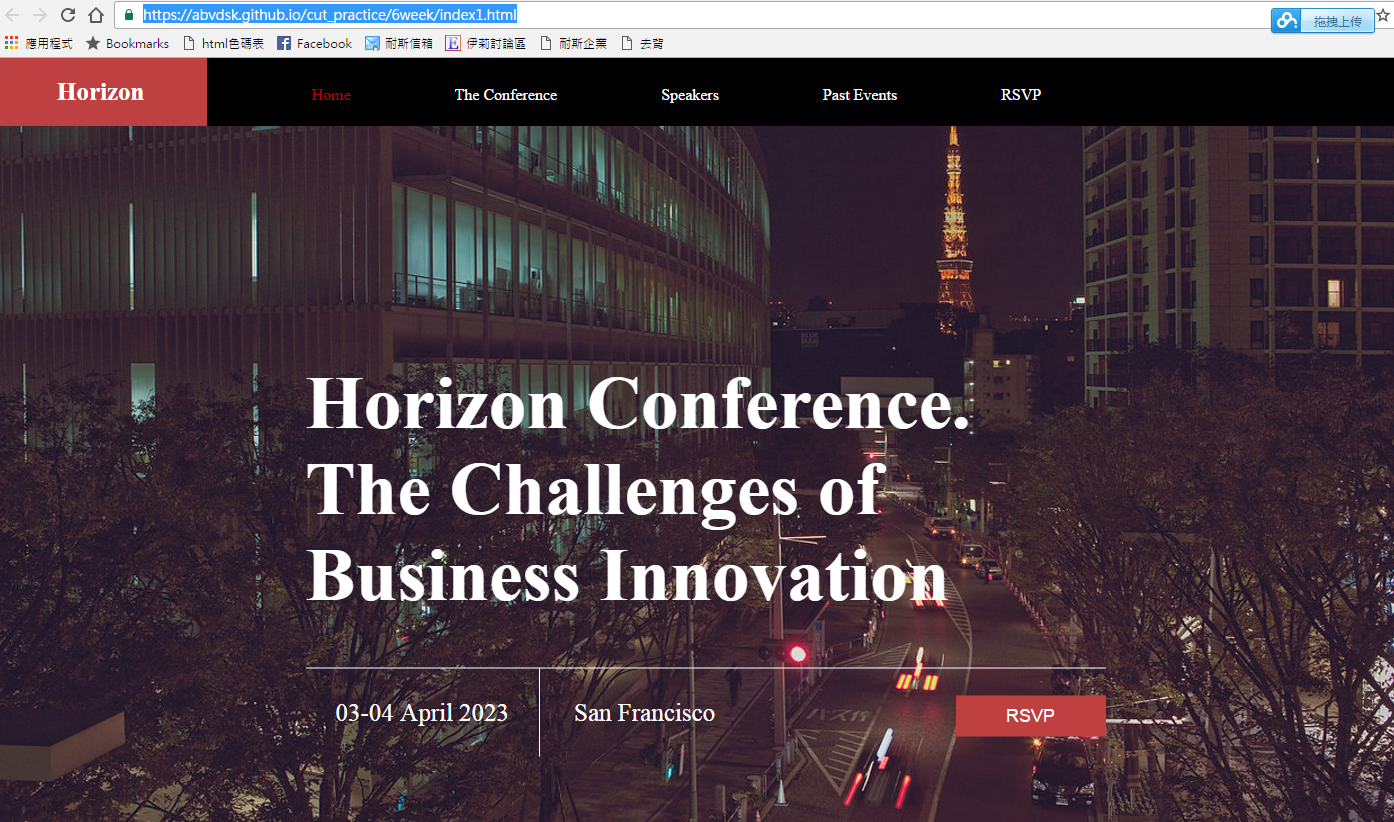 https://abvdsk.github.io/cut_practice/6week/index1.html
拖拽上传
應用程式 Bookmarks html色碼表 Facebook 耐斯信箱 E 伊莉討論區 耐斯企業 去背
Horizon Home The Conference Speakers Past Events RSVP
Horizon Conference.
The Challenges of
Business Innovation
03-04 April 2023 San Francisco RSVP